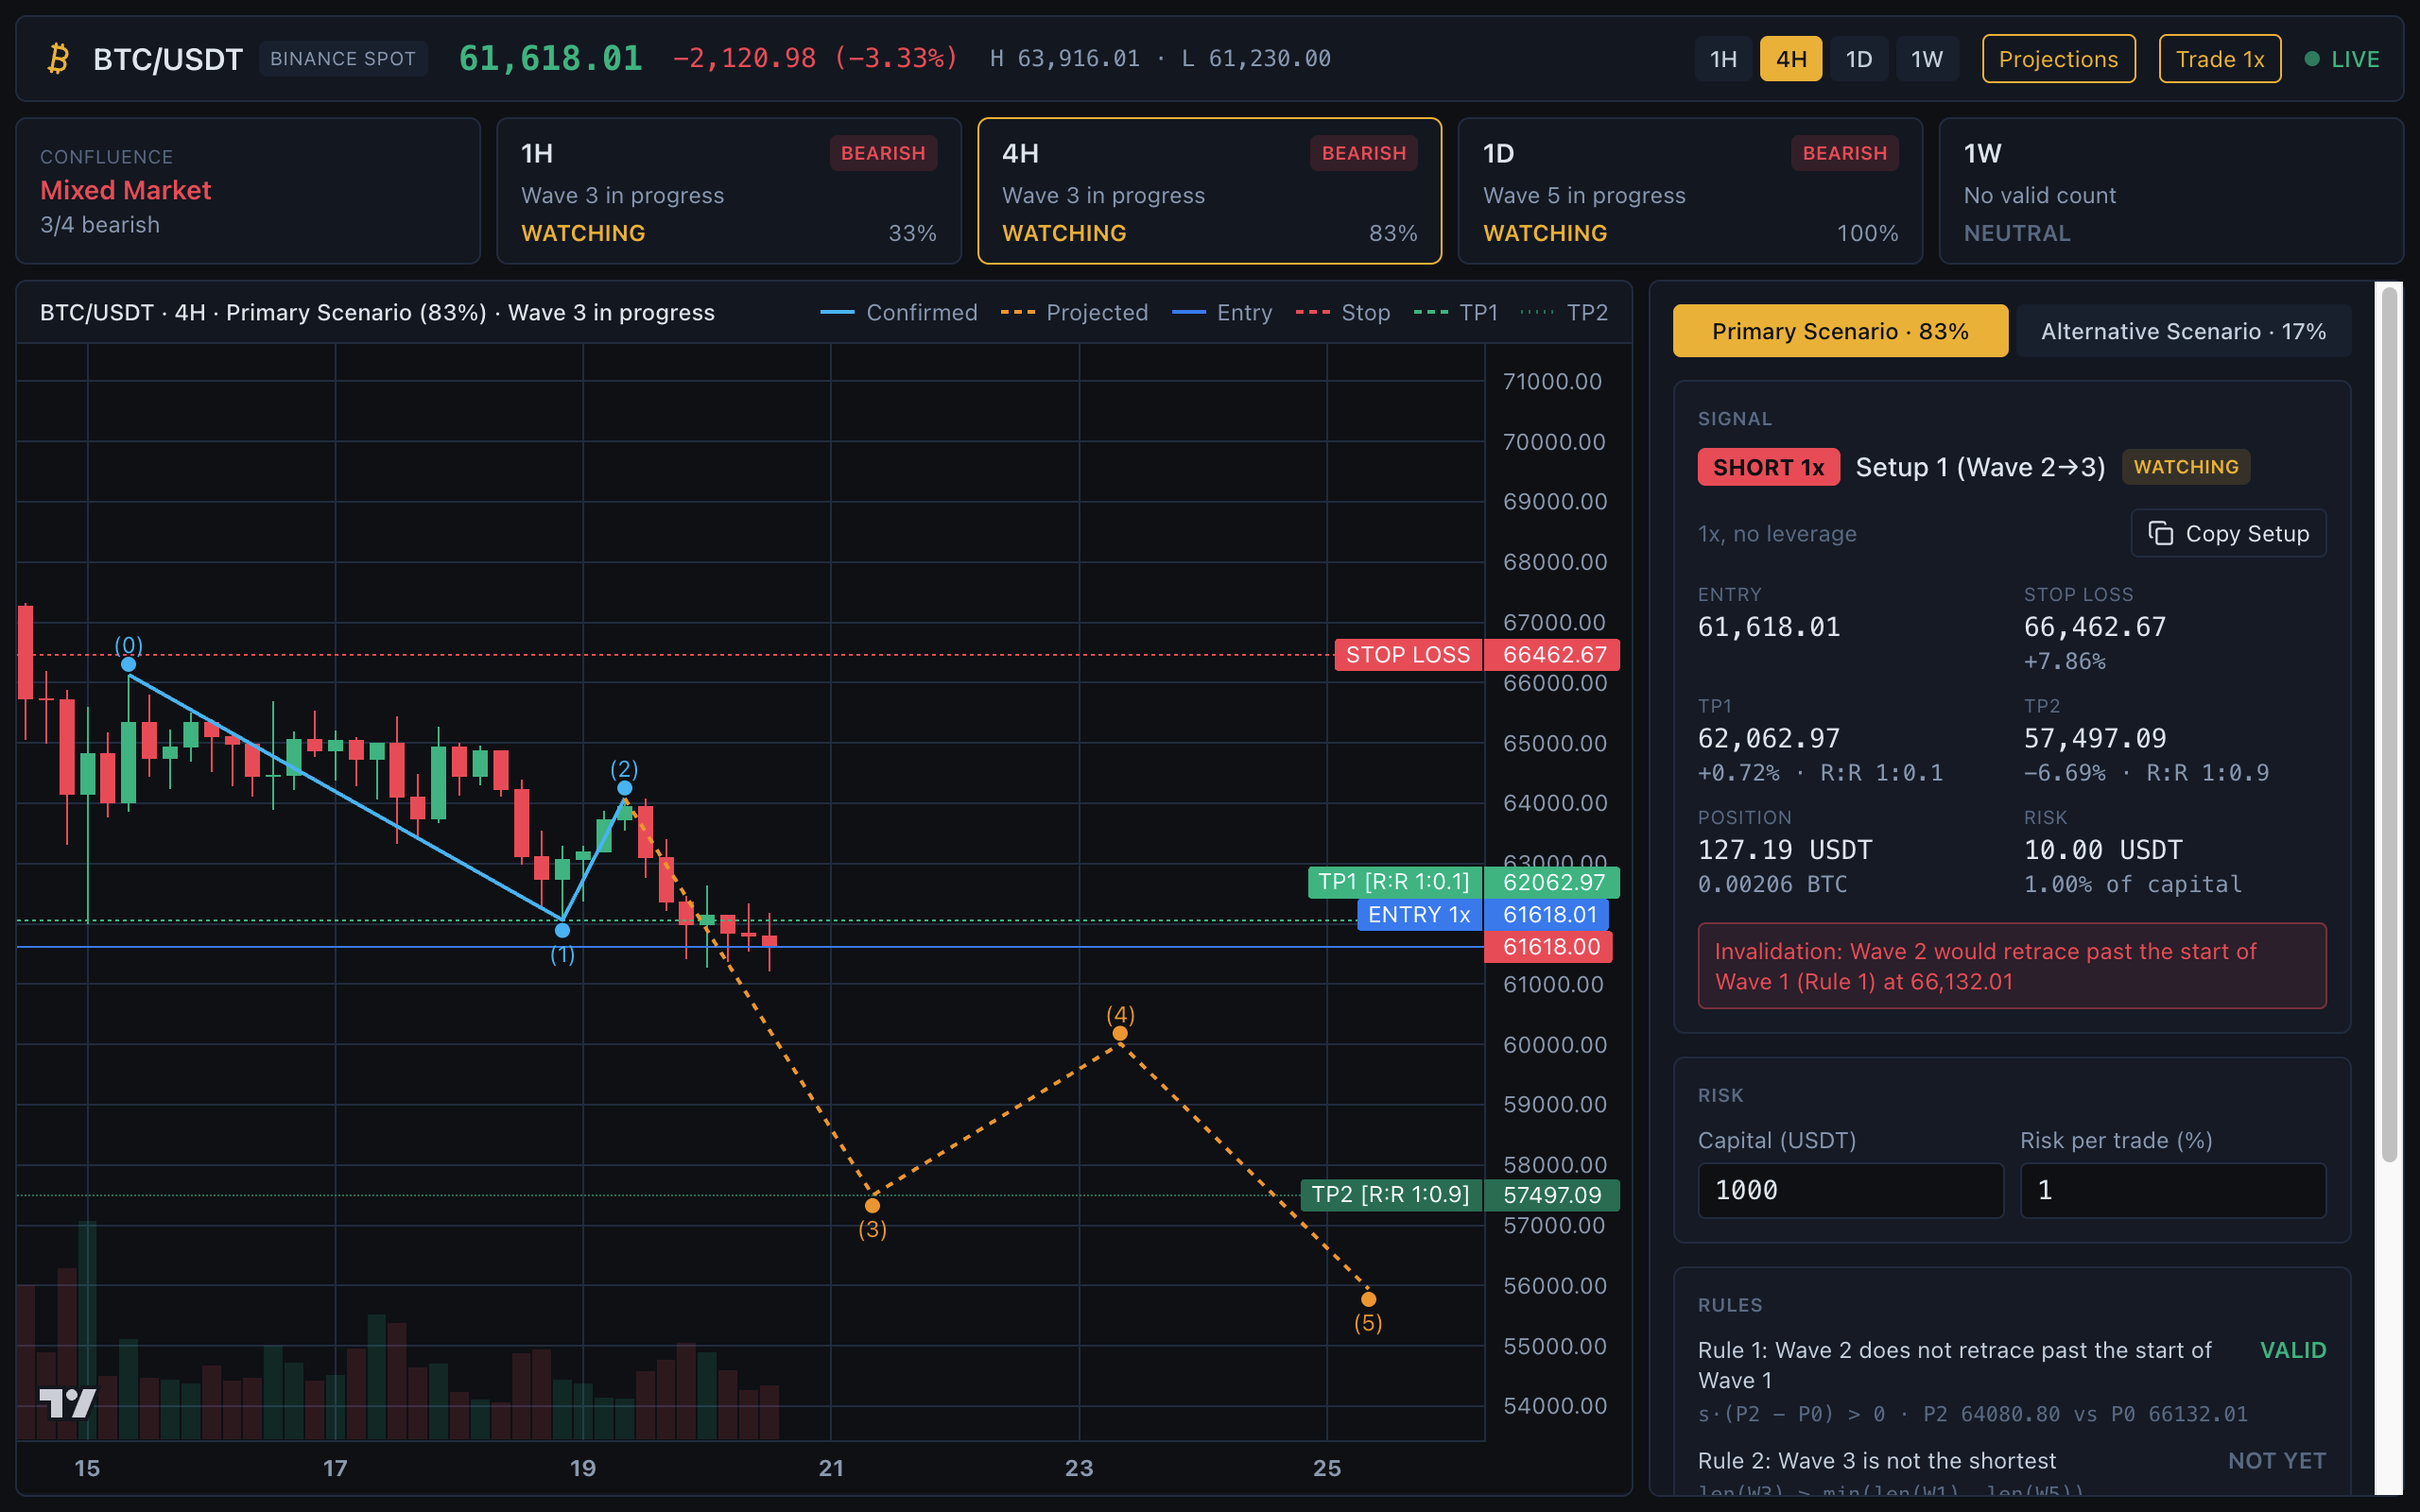 BTC/USDT BINANCE SPOT 61,618.01 −2,120.98 (−3.33%) H 63,916.01 · L 61,230.00 1H 4H 1D 1W Projections Trade 1x LIVE
CONFLUENCE
Mixed Market
3/4 bearish
1H BEARISH
Wave 3 in progress
WATCHING 33%
4H BEARISH
Wave 3 in progress
WATCHING 83%
1D BEARISH
Wave 5 in progress
WATCHING 100%
1W
No valid count
NEUTRAL
BTC/USDT · 4H · Primary Scenario (83%) · Wave 3 in progress Confirmed Projected Entry Stop TP1 TP2
71000.00
70000.00
69000.00
68000.00
67000.00
(0)
STOP LOSS 66462.67
66000.00
65000.00
(2)
64000.00
63000.00
TP1 [R:R 1:0.1] 62062.97
ENTRY 1x 61618.01
61618.00
(1)
61000.00
(4)
60000.00
59000.00
58000.00
TP2 [R:R 1:0.9] 57497.09
57000.00
(3)
56000.00
(5)
55000.00
54000.00
15 17 19 21 23 25
Primary Scenario · 83% Alternative Scenario · 17%
SIGNAL
SHORT 1x Setup 1 (Wave 2→3) WATCHING
1x, no leverage Copy Setup
ENTRY STOP LOSS
61,618.01 66,462.67
+7.86%
TP1 TP2
62,062.97 57,497.09
+0.72% · R:R 1:0.1 −6.69% · R:R 1:0.9
POSITION RISK
127.19 USDT 10.00 USDT
0.00206 BTC 1.00% of capital
Invalidation: Wave 2 would retrace past the start of
Wave 1 (Rule 1) at 66,132.01
RISK
Capital (USDT) Risk per trade (%)
1000 1
RULES
Rule 1: Wave 2 does not retrace past the start of VALID
Wave 1
s·(P2 − P0) > 0 · P2 64080.80 vs P0 66132.01
Rule 2: Wave 3 is not the shortest NOT YET
len(W3) > min(len(W1), len(W5))